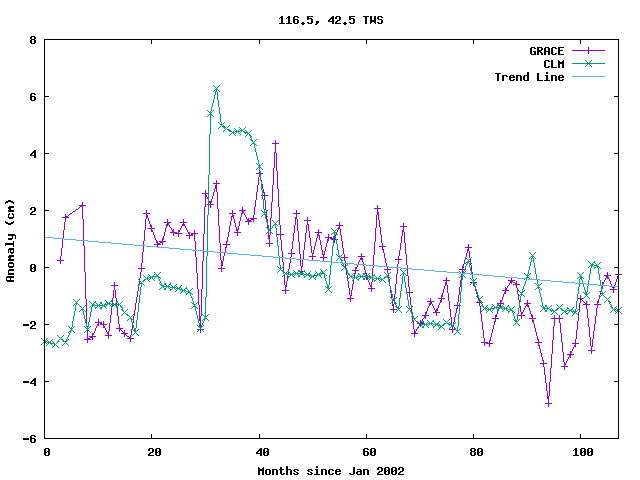 116.5, 42.5 TWS
GRACE
CLM
Trend Line
8
6
4
2
0
-2
-4
-6
Anomaly (cm)
0 20 40 60 80 100
Months since Jan 2002